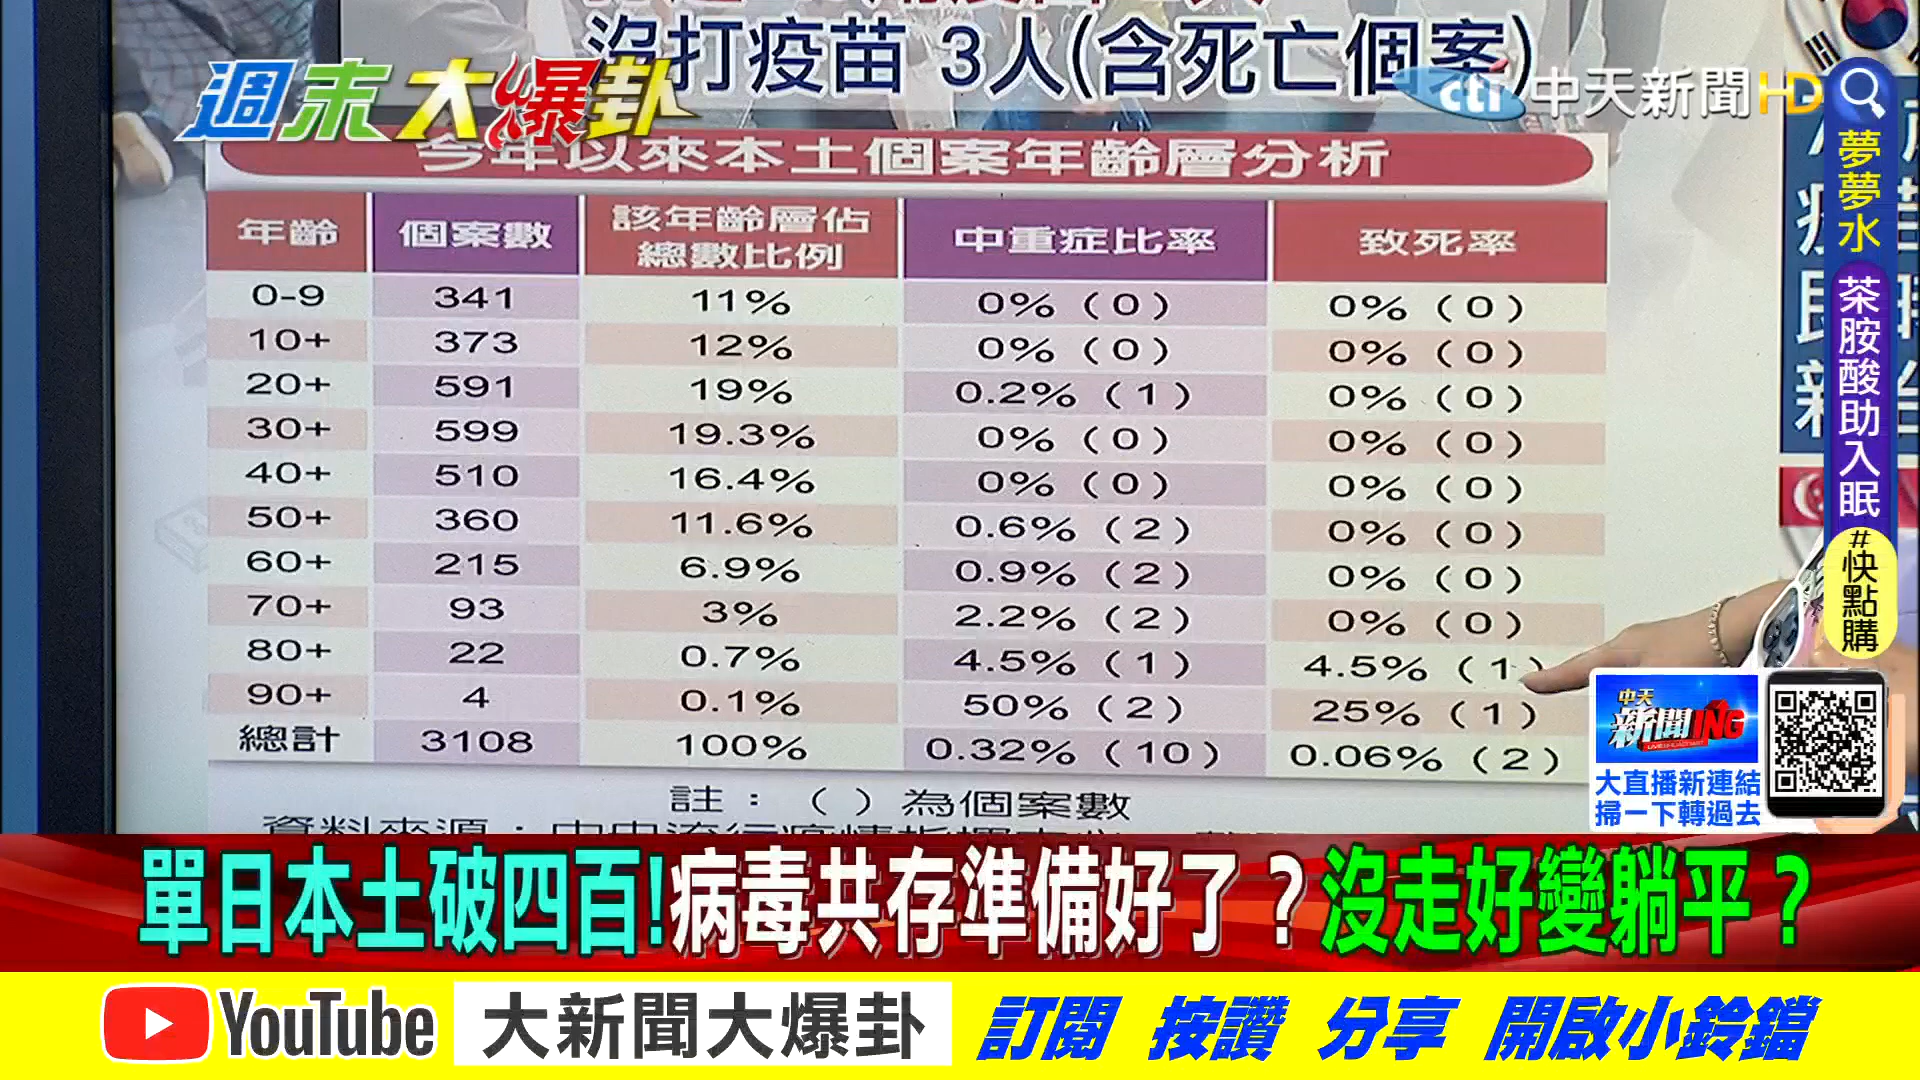 沒打疫苗 3人(含死亡個案)
週末大爆卦
cti 中天新聞HD
今年以來本土個案年齡層分析
年齡 個案數 該年齡層佔總數比例 中重症比率 致死率
0-9 341 11% 0% (0) 0% (0)
10+ 373 12% 0% (0) 0% (0)
20+ 591 19% 0.2% (1) 0% (0)
30+ 599 19.3% 0% (0) 0% (0)
40+ 510 16.4% 0% (0) 0% (0)
50+ 360 11.6% 0.6% (2) 0% (0)
60+ 215 6.9% 0.9% (2) 0% (0)
70+ 93 3% 2.2% (2) 0% (0)
80+ 22 0.7% 4.5% (1) 4.5% (1)
90+ 4 0.1% 50% (2) 25% (1)
總計 3108 100% 0.32% (10) 0.06% (2)
註：( ) 為個案數
夢夢水
茶胺酸助入眠
#快點購
中天
新聞ING
大直播新連結
掃一下轉過去
單日本土破四百!病毒共存準備好了？沒走好變躺平？
YouTube 大新聞大爆卦 訂閱 按讚 分享 開啟小鈴鐺